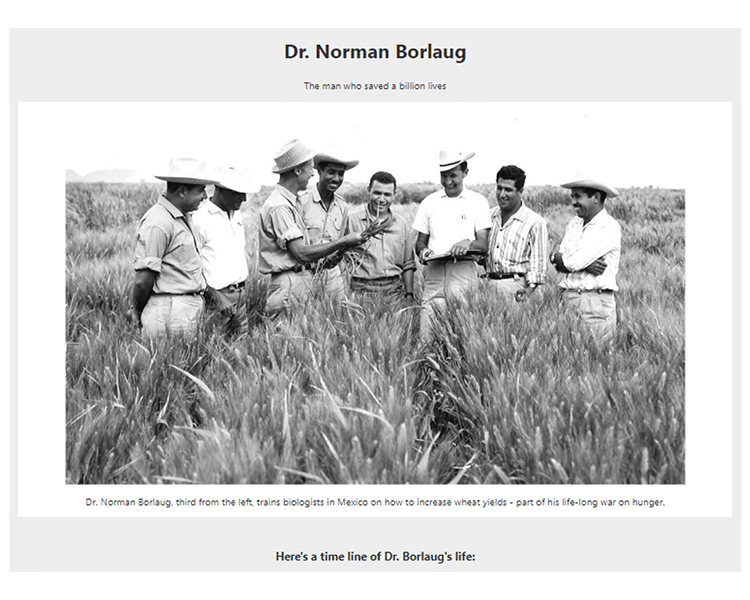 Dr. Norman Borlaug
The man who saved a billion lives
Dr. Norman Borlaug, third from the left, trains biologists in Mexico on how to increase wheat yields - part of his life-long war on hunger.
Here's a time line of Dr. Borlaug's life: